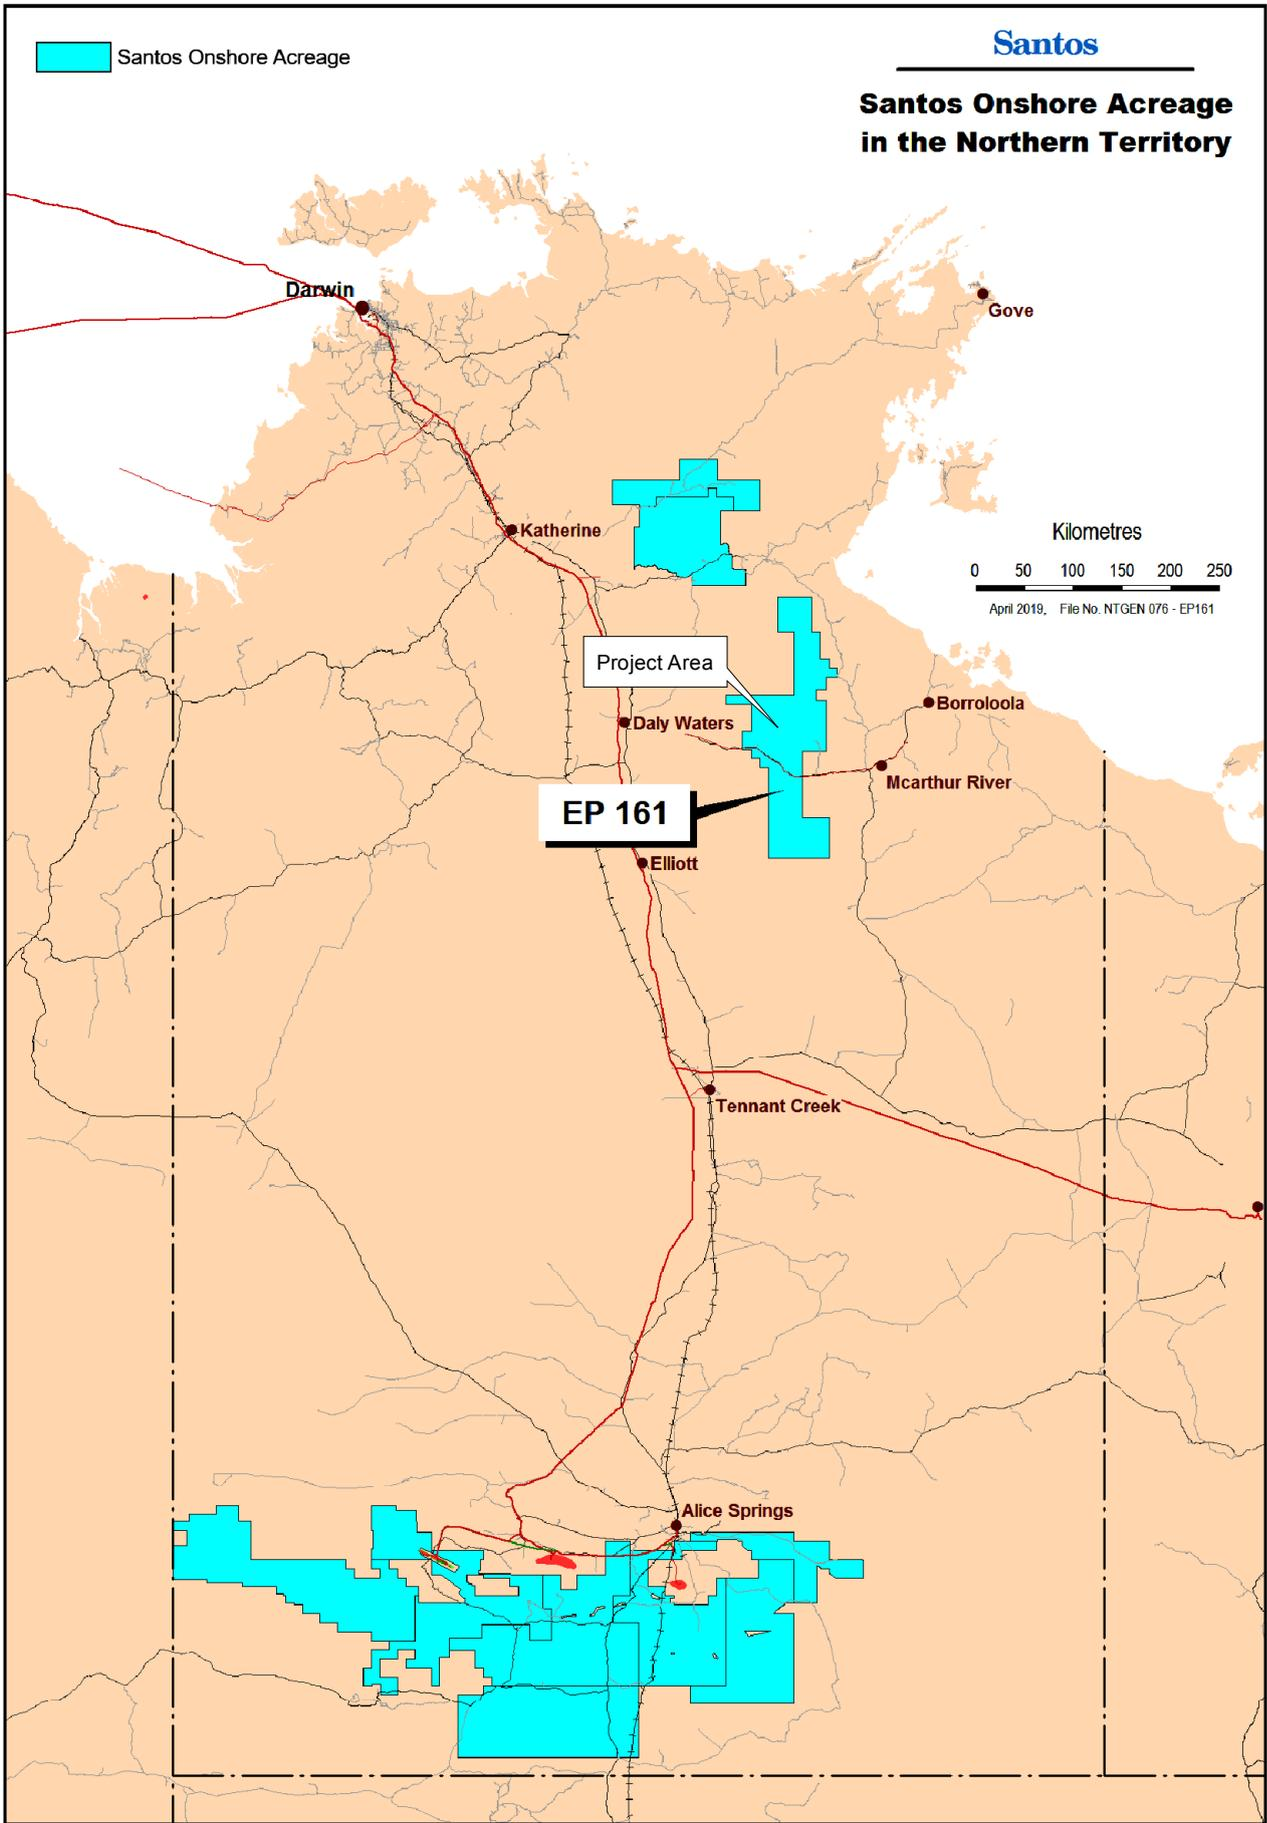 Santos Onshore Acreage
Santos
Santos Onshore Acreage
in the Northern Territory
Darwin
Gove
Katherine
Kilometres
0 50 100 150 200 250
April 2019, File No. NTGEN 076 - EP161
Project Area
Borroloola
Daly Waters
Mcarthur River
EP 161
Elliott
Tennant Creek
Alice Springs